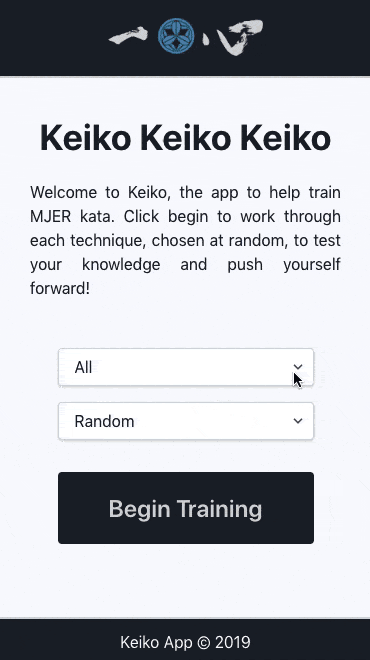 一心
Keiko Keiko Keiko
Welcome to Keiko, the app to help train
MJER kata. Click begin to work through
each technique, chosen at random, to test
your knowledge and push yourself
forward!
All
Random
Begin Training
Keiko App © 2019